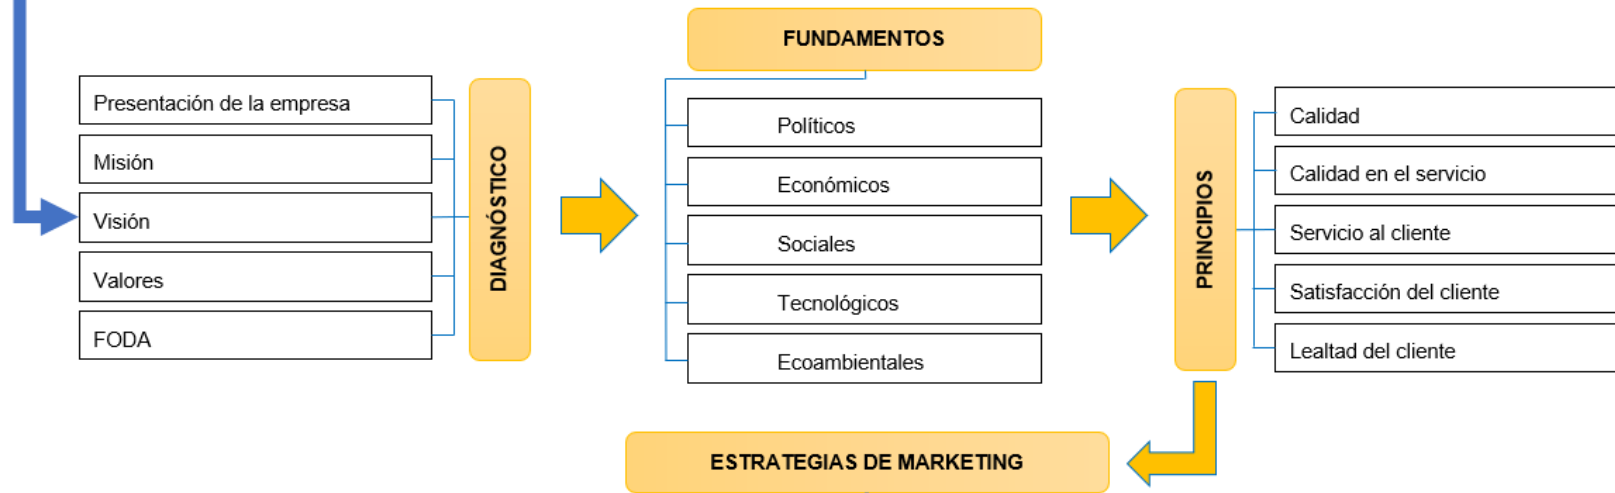 Presentación de la empresa
Misión
Visión
Valores
FODA
DIAGNÓSTICO
FUNDAMENTOS
Políticos
Económicos
Sociales
Tecnológicos
Ecoambientales
PRINCIPIOS
Calidad
Calidad en el servicio
Servicio al cliente
Satisfacción del cliente
Lealtad del cliente
ESTRATEGIAS DE MARKETING